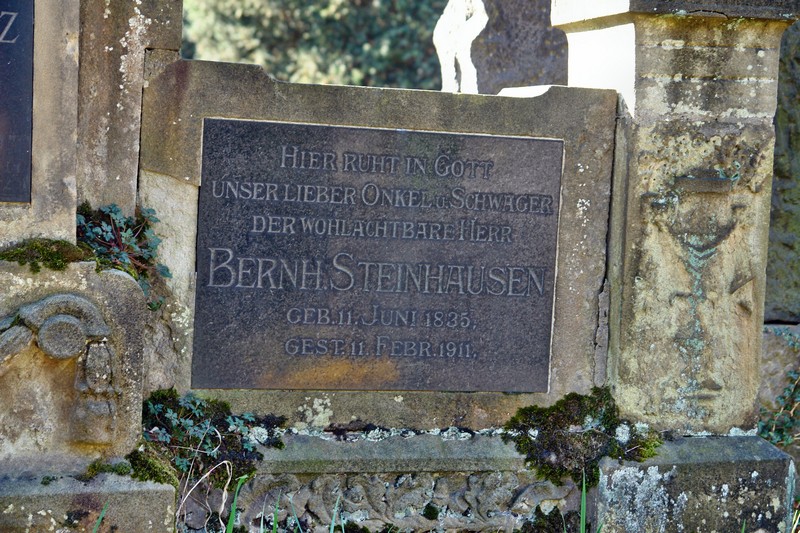 Z
HIER RUHT IN GOTT
UNSER LIEBER ONKEL U. SCHWAGER
DER WOHLACHTBARE HERR
BERNH. STEINHAUSEN
GEB. 11. JUNI 1835,
GEST. 11. FEBR. 1911.